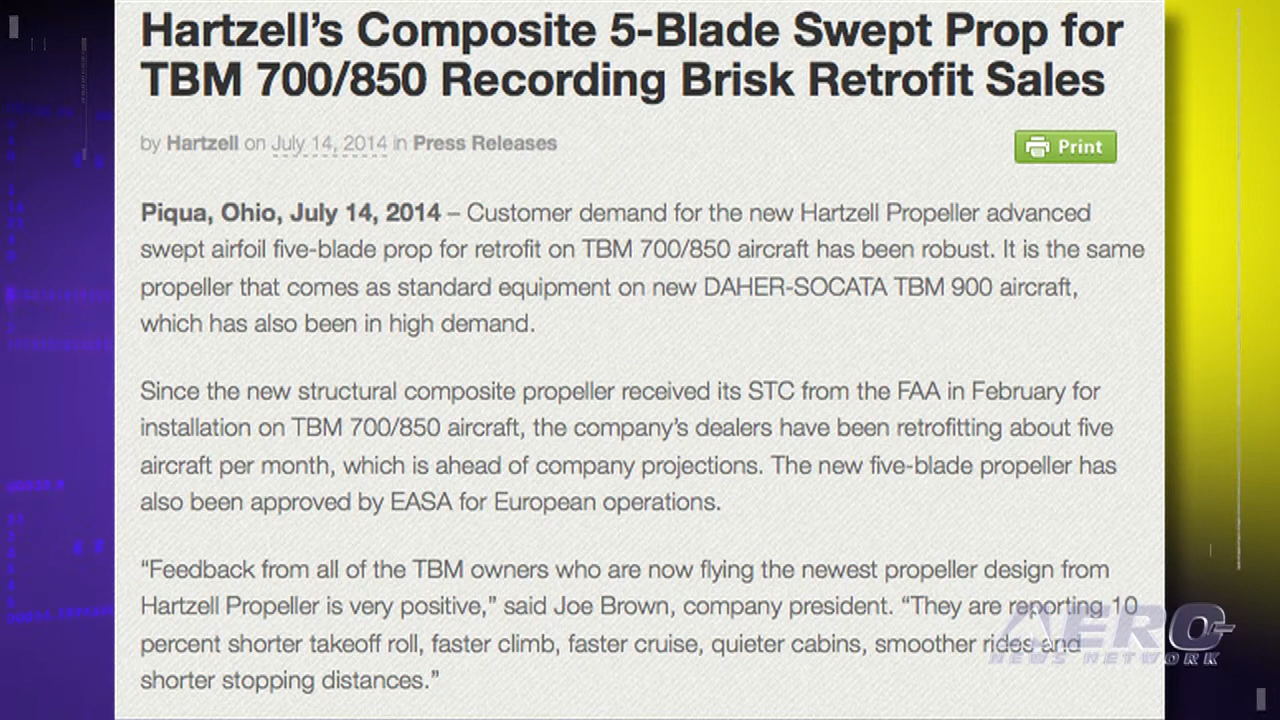 Hartzell’s Composite 5-Blade Swept Prop for
TBM 700/850 Recording Brisk Retrofit Sales
by Hartzell on July 14, 2014 in Press Releases
Print
Piqua, Ohio, July 14, 2014 – Customer demand for the new Hartzell Propeller advanced
swept airfoil five-blade prop for retrofit on TBM 700/850 aircraft has been robust. It is the same
propeller that comes as standard equipment on new DAHER-SOCATA TBM 900 aircraft,
which has also been in high demand.
Since the new structural composite propeller received its STC from the FAA in February for
installation on TBM 700/850 aircraft, the company’s dealers have been retrofitting about five
aircraft per month, which is ahead of company projections. The new five-blade propeller has
also been approved by EASA for European operations.
“Feedback from all of the TBM owners who are now flying the newest propeller design from
Hartzell Propeller is very positive,” said Joe Brown, company president. “They are reporting 10
percent shorter takeoff roll, faster climb, faster cruise, quieter cabins, smoother rides and
shorter stopping distances.”
AERO-
NEWS NETWORK